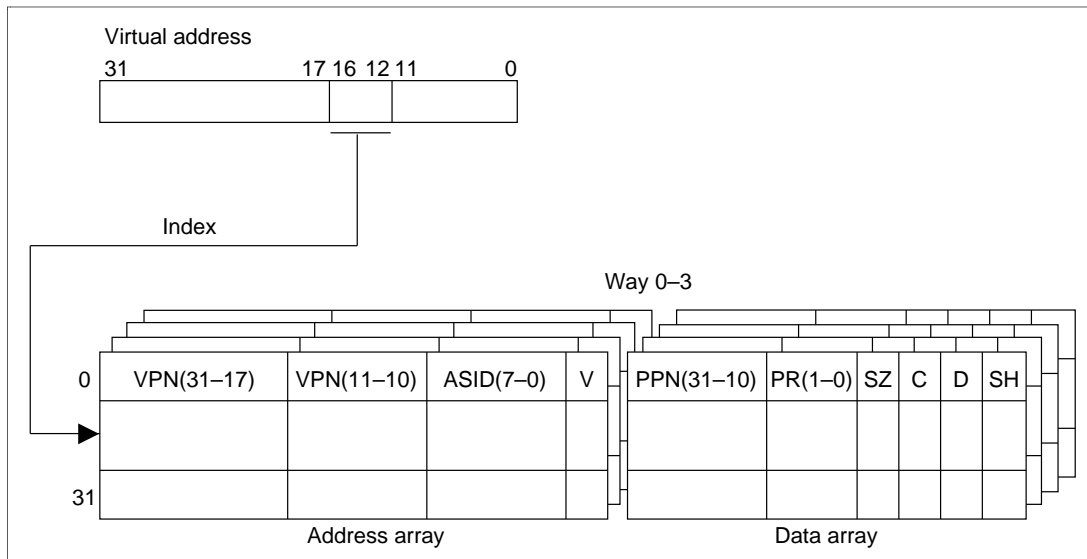 Virtual address
31 17 16 12 11 0
Index
Way 0–3
0 VPN(31–17) VPN(11–10) ASID(7–0) V PPN(31–10) PR(1–0) SZ C D SH
31
Address array Data array